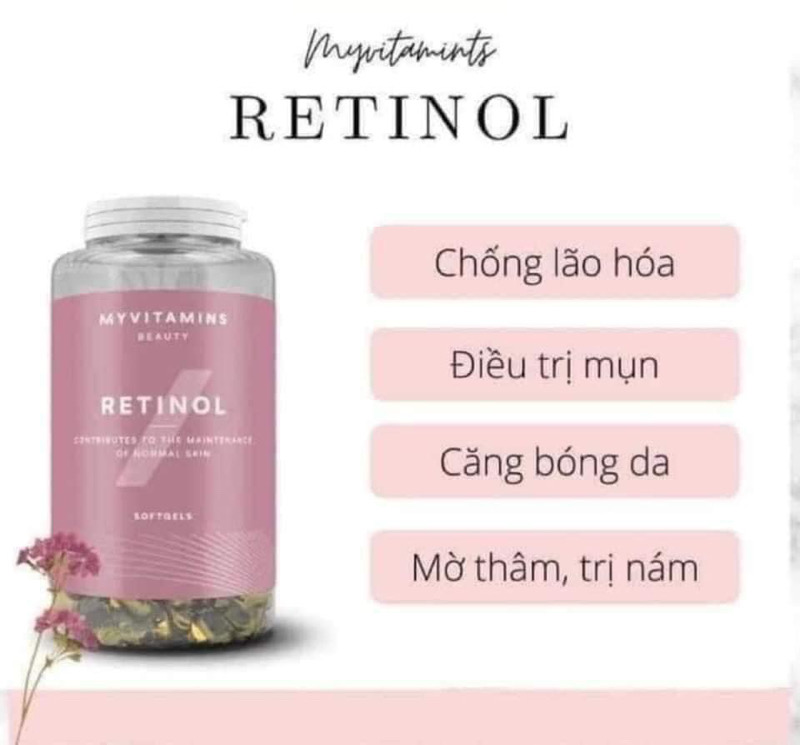 Myvitamints
RETINOL
MYVITAMINS
BEAUTY
RETINOL
CONTRIBUTES TO THE MAINTENANCE
OF NORMAL SKIN
SOFTGELS
Chống lão hóa
Điều trị mụn
Căng bóng da
Mờ thâm, trị nám